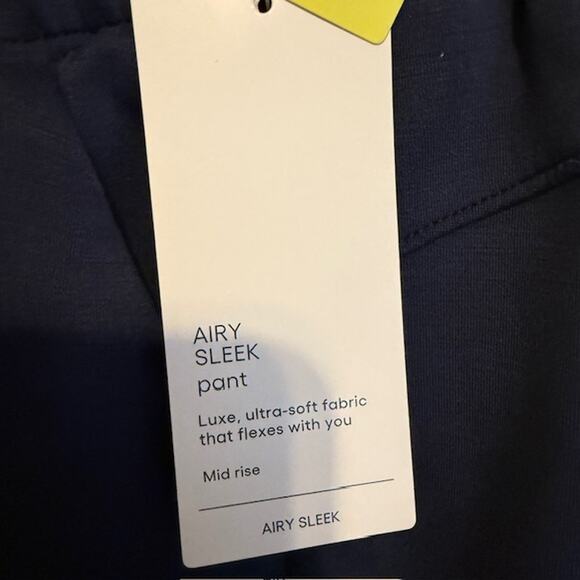 AIRY
SLEEK
pant
Luxe, ultra-soft fabric
that flexes with you
Mid rise
AIRY SLEEK